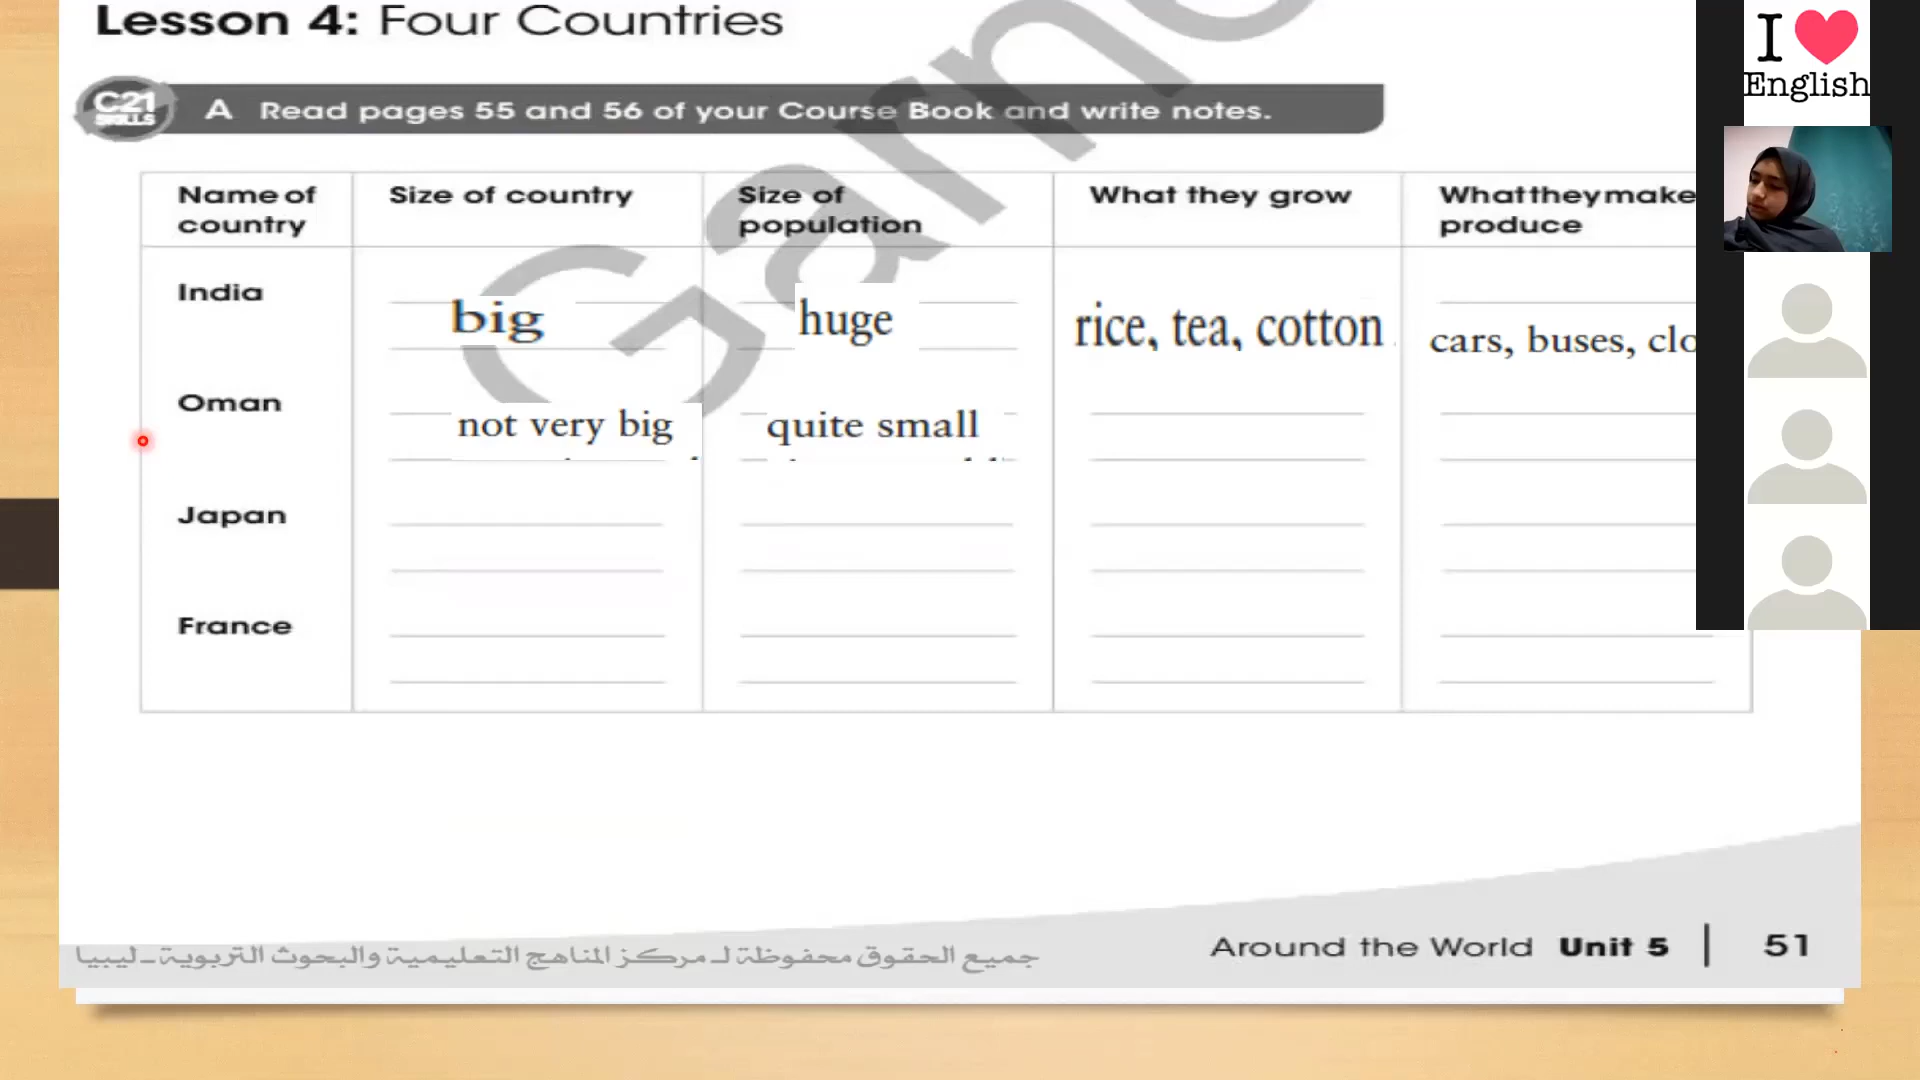 Lesson 4: Four Countries
C21
SKILLS
A Read pages 55 and 56 of your Course Book and write notes.
Name of country
Size of country
Size of population
What they grow
What they make
produce
India
big
huge
rice, tea, cotton
cars, buses, clo
Oman
not very big
quite small
Japan
France
Garne
جميع الحقوق محفوظة لـ مركز المناهج التعليمية والبحوث التربوية ـ ليبيا
Around the World Unit 5 | 51
I
English